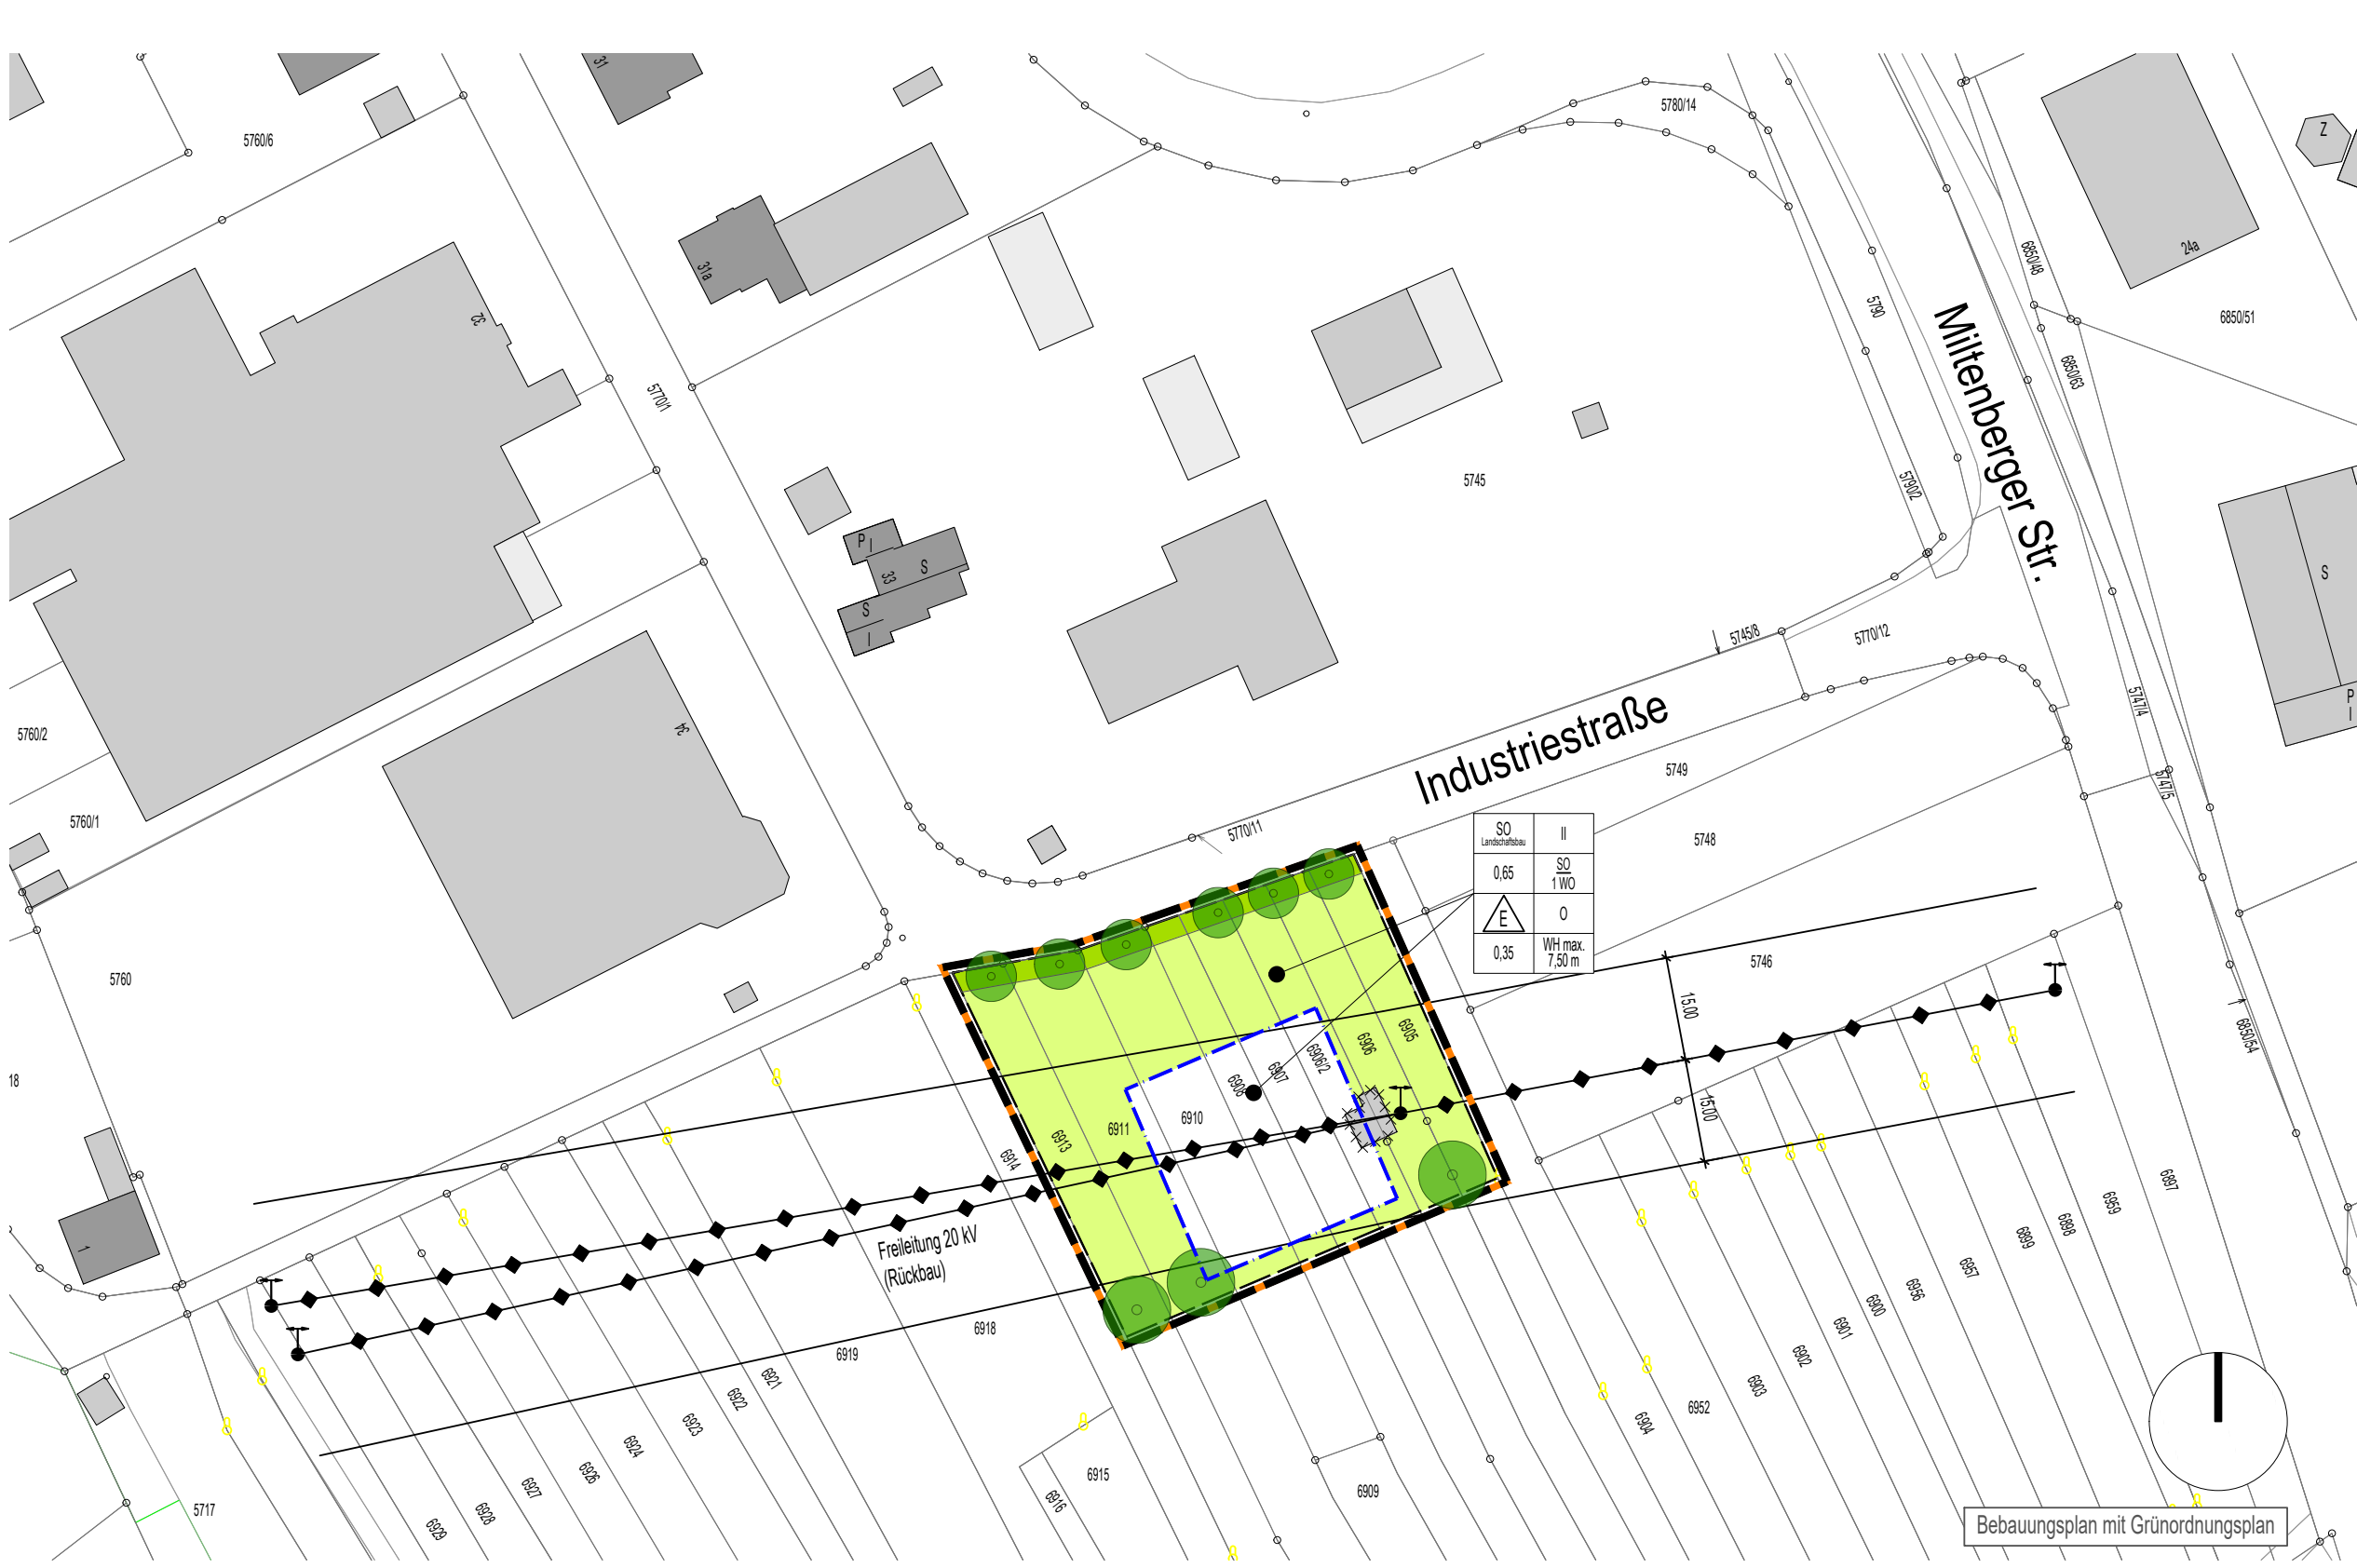 31
5760/6
5780/14
Z
31a
32
6850/48
24a
5790
6850/51
6850/63
Miltenberger Str.
5770/1
5745
5790/2
P
I
33
S
S
I
S
5745/8
5770/12
Industriestraße
5747/4
P
I
34
5760/2
5749
5747/5
5760/1
5770/11
5748
SO
Landschaftsbau
II
0,65
SO
1 WO
E
O
0,35
WH max.
7,50 m
5746
5760
15.00
6850/54
18
6905
6906
6906/2
6907
6908
6910
6911
6913
6914
15.00
6897
6959
6898
6899
6957
6956
6900
6901
6902
6903
6952
6904
1
Freileitung 20 kV
(Rückbau)
6918
6919
6921
6922
6923
6924
6926
6927
6928
6929
5717
6915
6916
6909
Bebauungsplan mit Grünordnungsplan